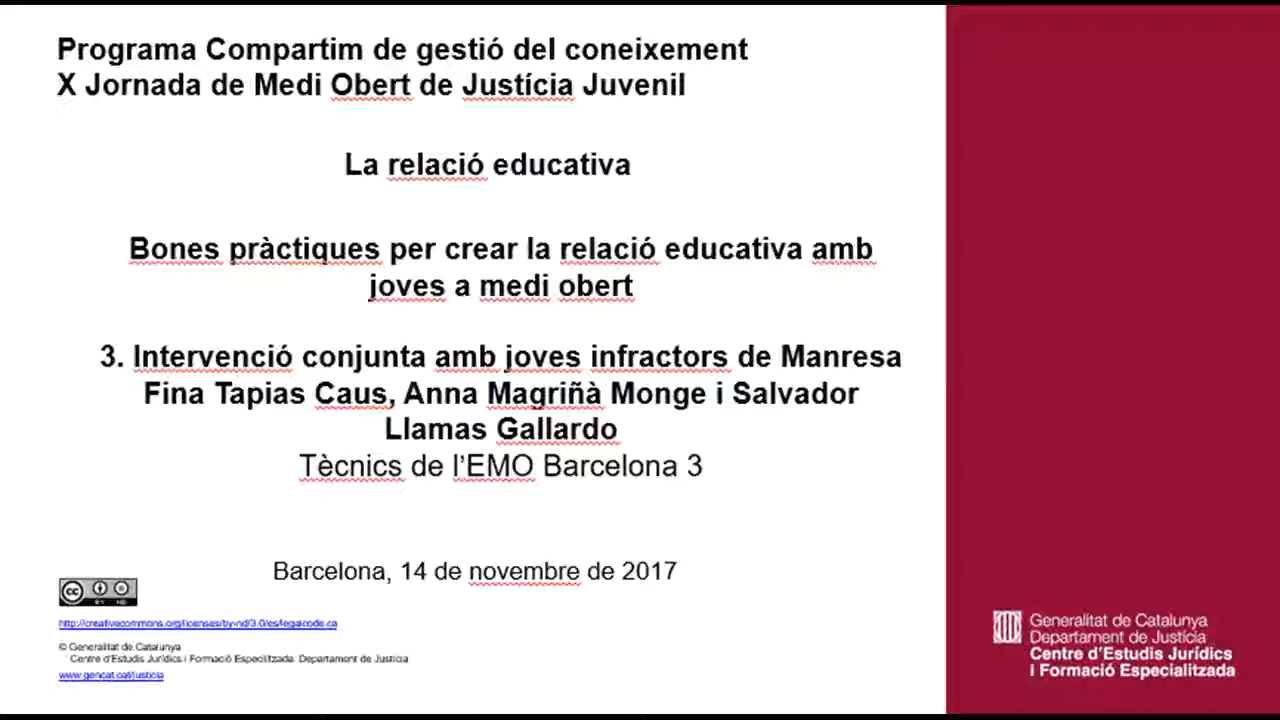 Programa Compartim de gestió del coneixement
X Jornada de Medi Obert de Justícia Juvenil
La relació educativa
Bones pràctiques per crear la relació educativa amb
joves a medi obert
3. Intervenció conjunta amb joves infractors de Manresa
Fina Tapias Caus, Anna Magriñà Monge i Salvador
Llamas Gallardo
Tècnics de l'EMO Barcelona 3
Barcelona, 14 de novembre de 2017
cc
BY ND
http://creativecommons.org/licenses/by-nd/3.0/es/legalcode.ca
© Generalitat de Catalunya
Centre d'Estudis Jurídics i Formació Especialitzada. Departament de Justícia
www.gencat.cat/justicia
Generalitat de Catalunya
Departament de Justícia
Centre d'Estudis Jurídics
i Formació Especialitzada